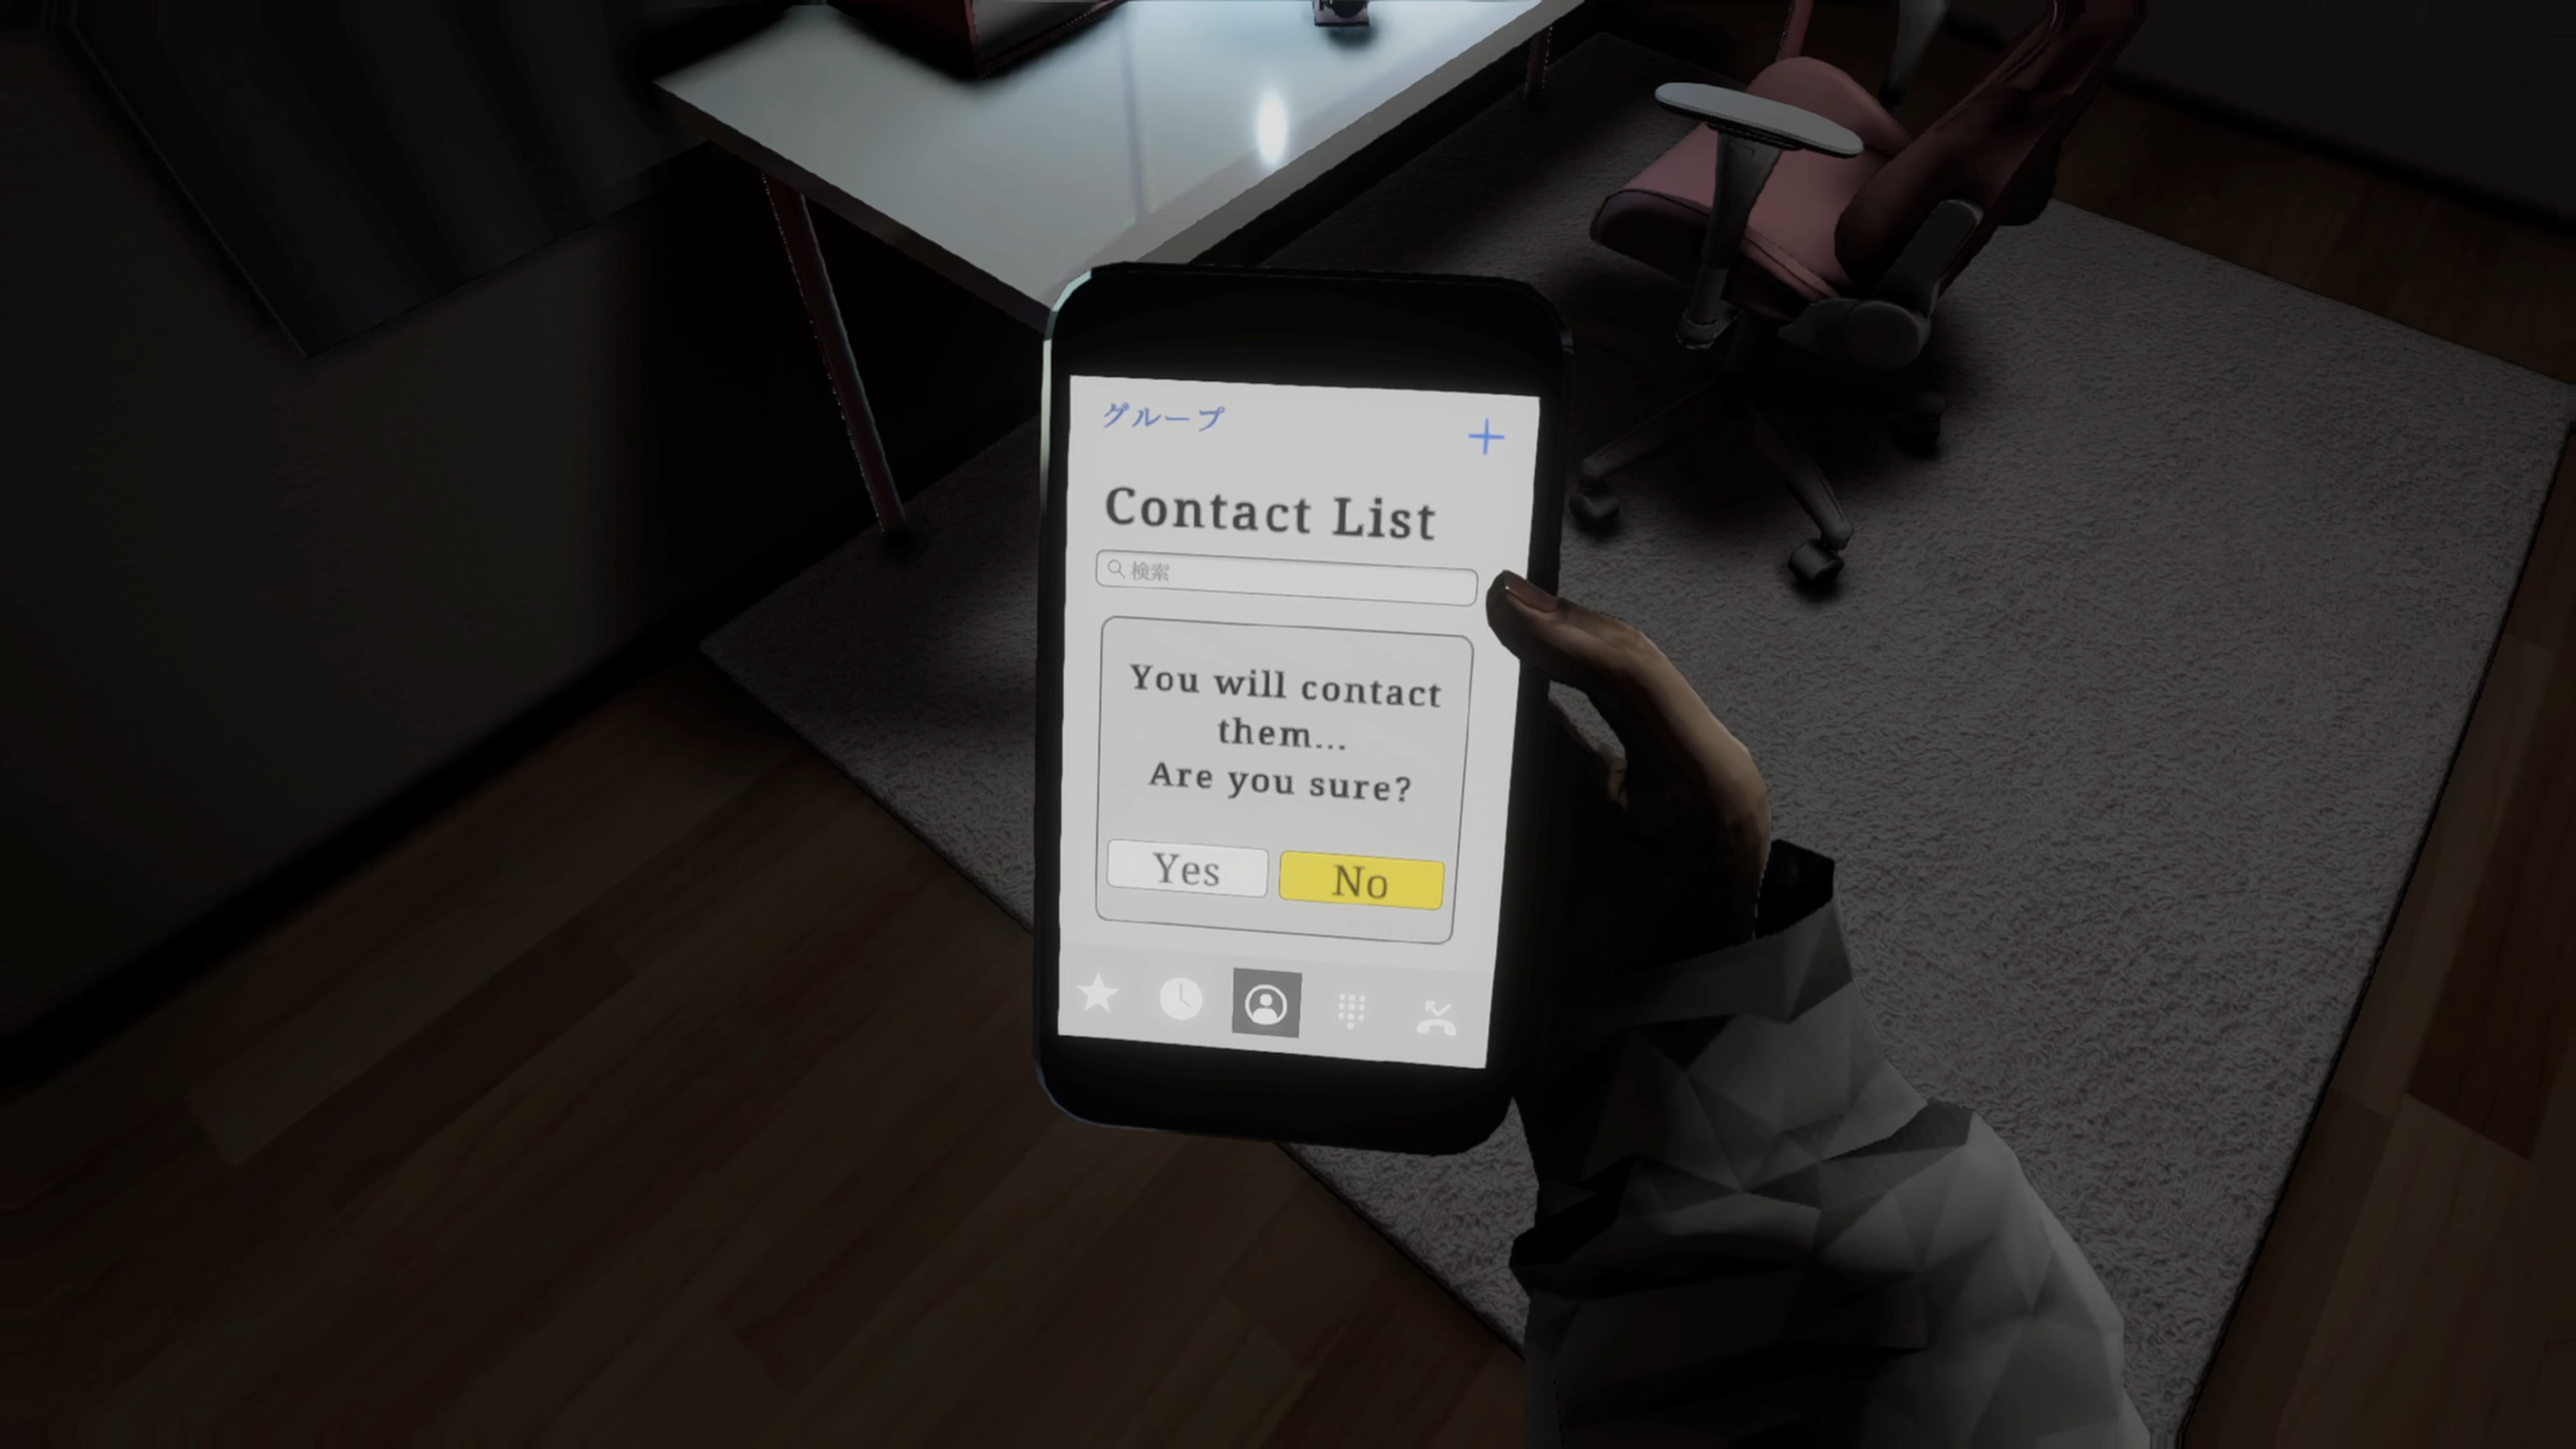 グループ
Contact List
検索
You will contact
them...
Are you sure?
Yes
No